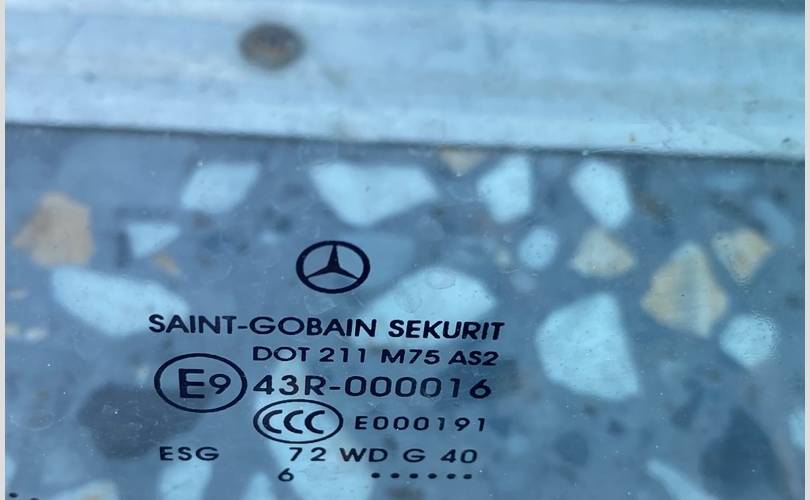 SAINT-GOBAIN SEKURIT
DOT 211 M75 AS2
E9 43R-000016
CCC E000191
ESG 72 WD G 40
6 ......